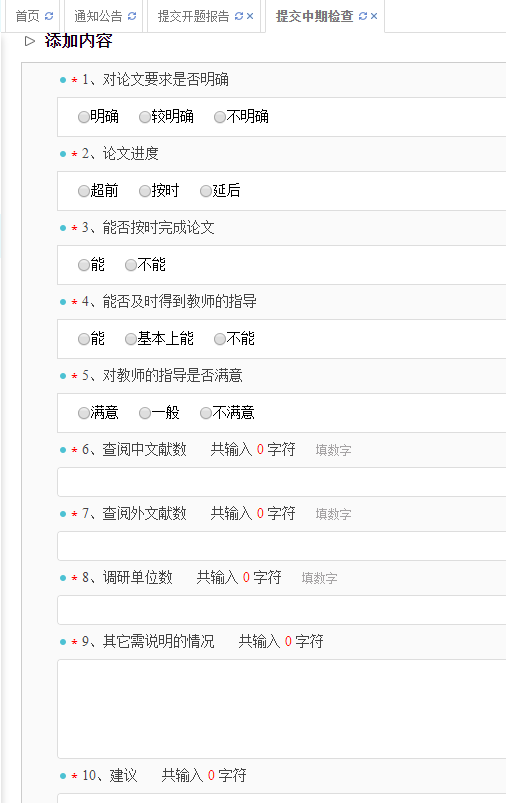 首页 通知公告 提交开题报告 提交中期检查
添加内容
* 1、对论文要求是否明确
明确 较明确 不明确
* 2、论文进度
超前 按时 延后
* 3、能否按时完成论文
能 不能
* 4、能否及时得到教师的指导
能 基本上能 不能
* 5、对教师的指导是否满意
满意 一般 不满意
* 6、查阅中文献数 共输入 0 字符 填数字
* 7、查阅外文献数 共输入 0 字符 填数字
* 8、调研单位数 共输入 0 字符 填数字
* 9、其它需说明的情况 共输入 0 字符
* 10、建议 共输入 0 字符